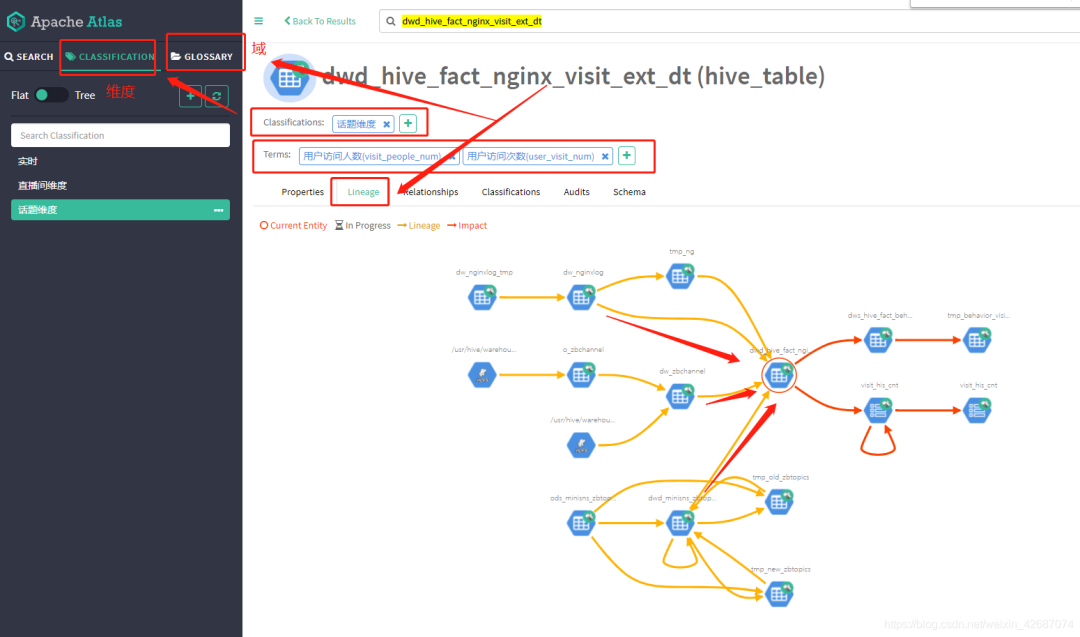 Apache Atlas
SEARCH
CLASSIFICATION
GLOSSARY
域
Flat
Tree
维度
Search Classification
实时
直播间维度
话题维度
Back To Results
dwd_hive_fact_nginx_visit_ext_dt
dwd_hive_fact_nginx_visit_ext_dt (hive_table)
Classifications:
话题维度
Terms:
用户访问人数(visit_people_num)
用户访问次数(user_visit_num)
Properties
Lineage
Relationships
Classifications
Audits
Schema
Current Entity
In Progress
Lineage
Impact
tmp_ng
dw_nginxlog_tmp
dw_nginxlog
dws_hive_fact_beh...
tmp_behavior_visi...
/usr/hive/warehou...
o_zbchannel
dwd_hive_fact_ngi...
dw_zbchannel
visit_his_cnt
visit_his_cnt
/usr/hive/warehou...
tmp_old_zbtopics
ods_minisns_zbtop...
dwd_minisns_zbtop...
tmp_new_zbtopics
https://blog.csdn.net/weixin_42687074